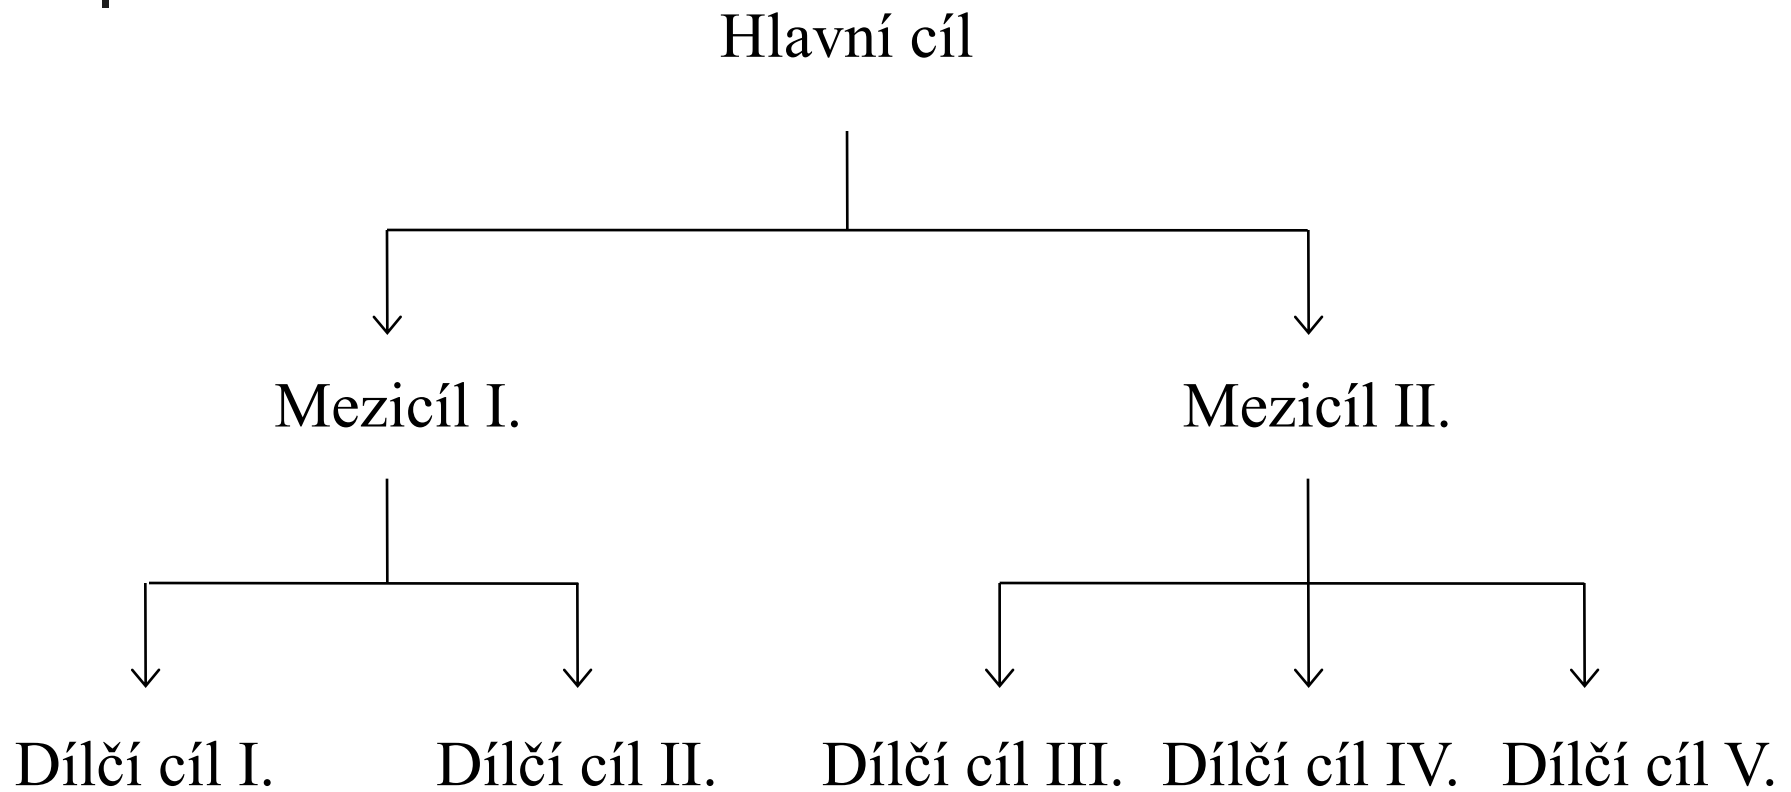 Hlavní cíl
Mezicíl I. Mezicíl II.
Dílčí cíl I. Dílčí cíl II. Dílčí cíl III. Dílčí cíl IV. Dílčí cíl V.